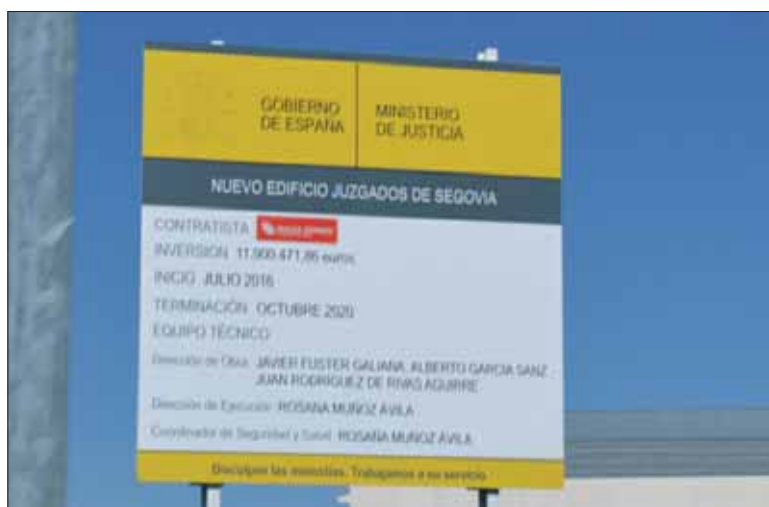 GOBIERNO
DE ESPAÑA
MINISTERIO
DE JUSTICIA
NUEVO EDIFICIO JUZGADOS DE SEGOVIA
CONTRATISTA
INVERSIÓN 11.900.471,86 euros
INICIO JULIO 2018
TERMINACIÓN OCTUBRE 2020
EQUIPO TÉCNICO
Dirección de Obra JAVIER FUSTER GALIANA. ALBERTO GARCIA SANZ
JUAN RODRÍGUEZ DE RIVAS AGUIRRE
Dirección de Ejecución ROSANA MUÑOZ ÁVILA
Coordinador de Seguridad y Salud ROSAÑA MUÑOZ ÁVILA
Disculpen las molestias. Trabajamos a su servicio